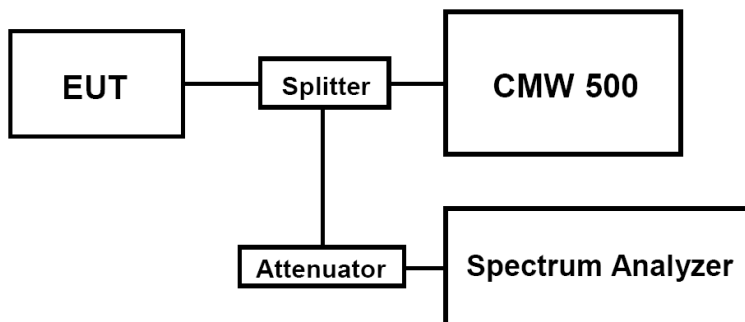 EUT
Splitter
CMW 500
Attenuator
Spectrum Analyzer